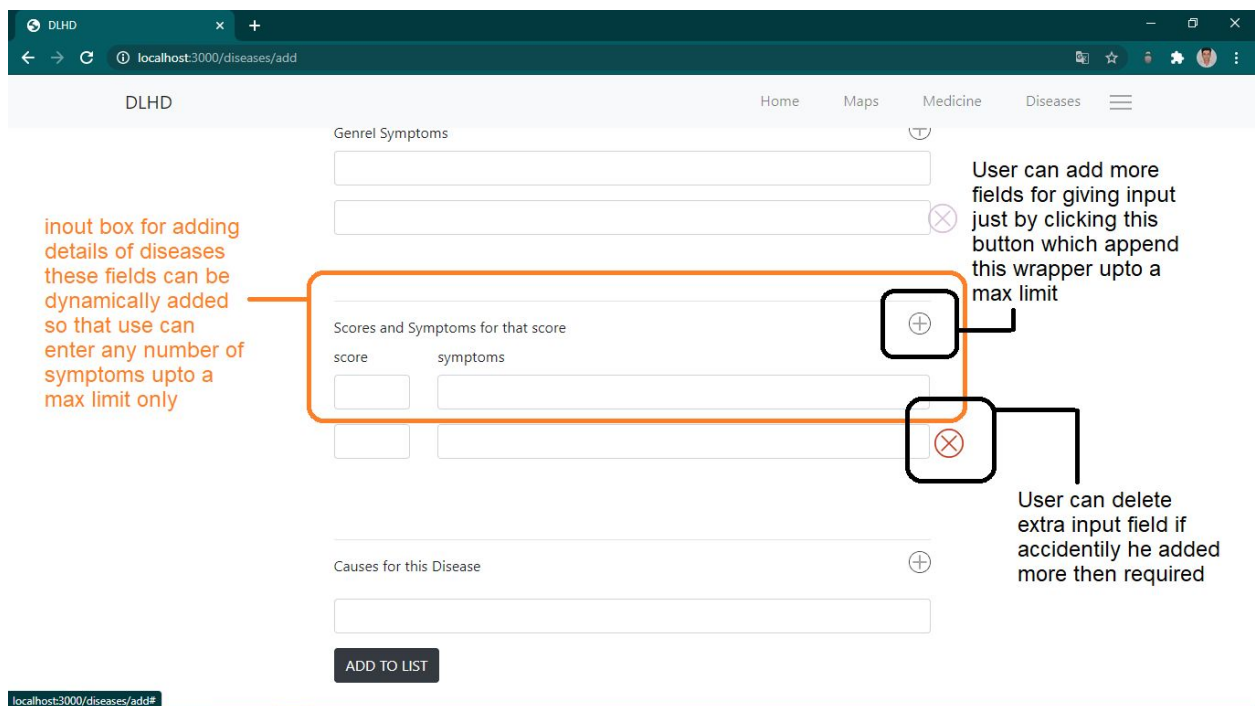 DLHD
localhost:3000/diseases/add
DLHD
Home
Maps
Medicine
Diseases
Genrel Symptoms
User can add more
fields for giving input
just by clicking this
button which append
this wrapper upto a
max limit
inout box for adding
details of diseases
these fields can be
dynamically added
so that use can
enter any number of
symptoms upto a
max limit only
Scores and Symptoms for that score
score
symptoms
User can delete
extra input field if
accidentily he added
more then required
Causes for this Disease
ADD TO LIST
localhost:3000/diseases/add#